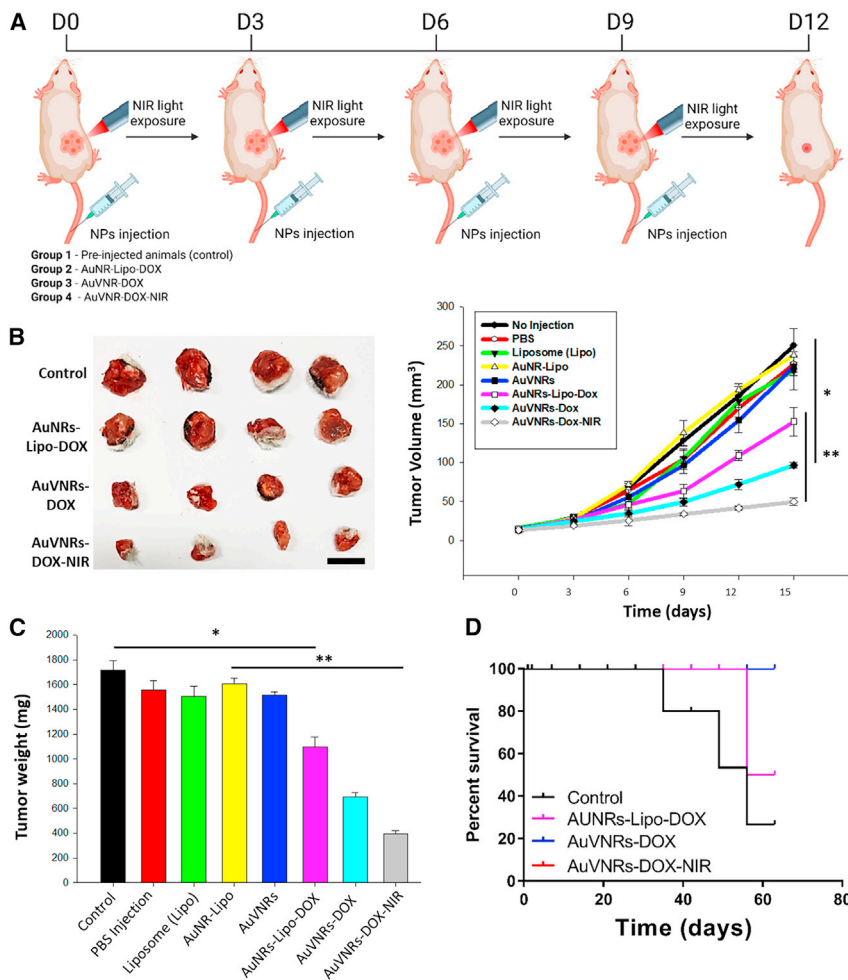 A
D0 D3 D6 D9 D12
NIR light exposure
NIR light exposure
NIR light exposure
NIR light exposure
NPs injection
NPs injection
NPs injection
NPs injection
Group 1 - Pre-injected animals (control)
Group 2 - AuNR-Lipo-DOX
Group 3 - AuVNR-DOX
Group 4 - AuVNR-DOX-NIR
B
Control
AuNRs-
Lipo-DOX
AuVNRs-
DOX
AuVNRs-
DOX-NIR
Tumor Volume (mm³)
300
250
200
150
100
50
0
No Injection
PBS
Liposome (Lipo)
AuNR-Lipo
AuVNRs
AuNRs-Lipo-Dox
AuVNRs-Dox
AuVNRs-Dox-NIR
*
**
0 3 6 9 12 15
Time (days)
C
Tumor weight (mg)
2000
1800
1600
1400
1200
1000
800
600
400
200
0
*
**
Control
PBS Injection
Liposome (Lipo)
AuNR-Lipo
AuVNRs
AuNRs-Lipo-DOX
AuVNRs-DOX
AuVNRs-DOX-NIR
D
Percent survival
100
80
60
40
20
0
Control
AUNRs-Lipo-DOX
AuVNRs-DOX
AuVNRs-DOX-NIR
0 20 40 60 80
Time (days)